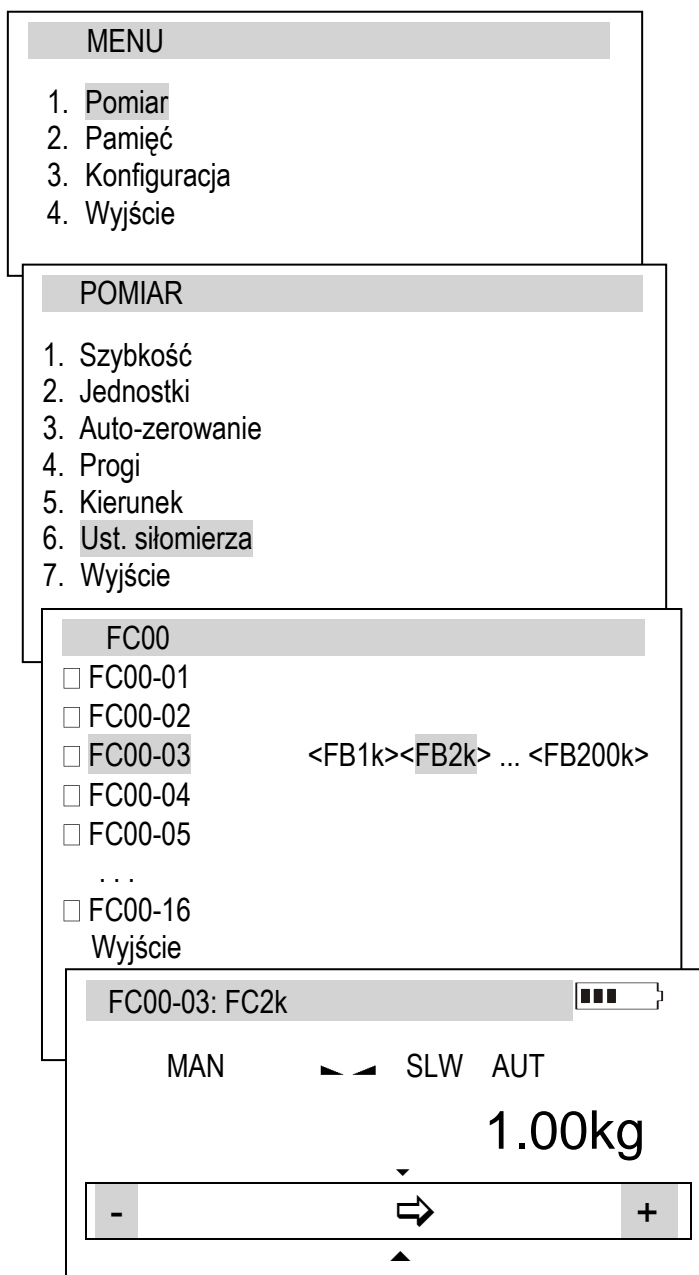 MENU
1. Pomiar
2. Pamięć
3. Konfiguracja
4. Wyjście
POMIAR
1. Szybkość
2. Jednostki
3. Auto-zerowanie
4. Progi
5. Kierunek
6. Ust. siłomierza
7. Wyjście
FC00
FC00-01
FC00-02
FC00-03 <FB1k><FB2k> ... <FB200k>
FC00-04
FC00-05
. . .
FC00-16
Wyjście
FC00-03: FC2k
MAN SLW AUT
1.00kg
- +